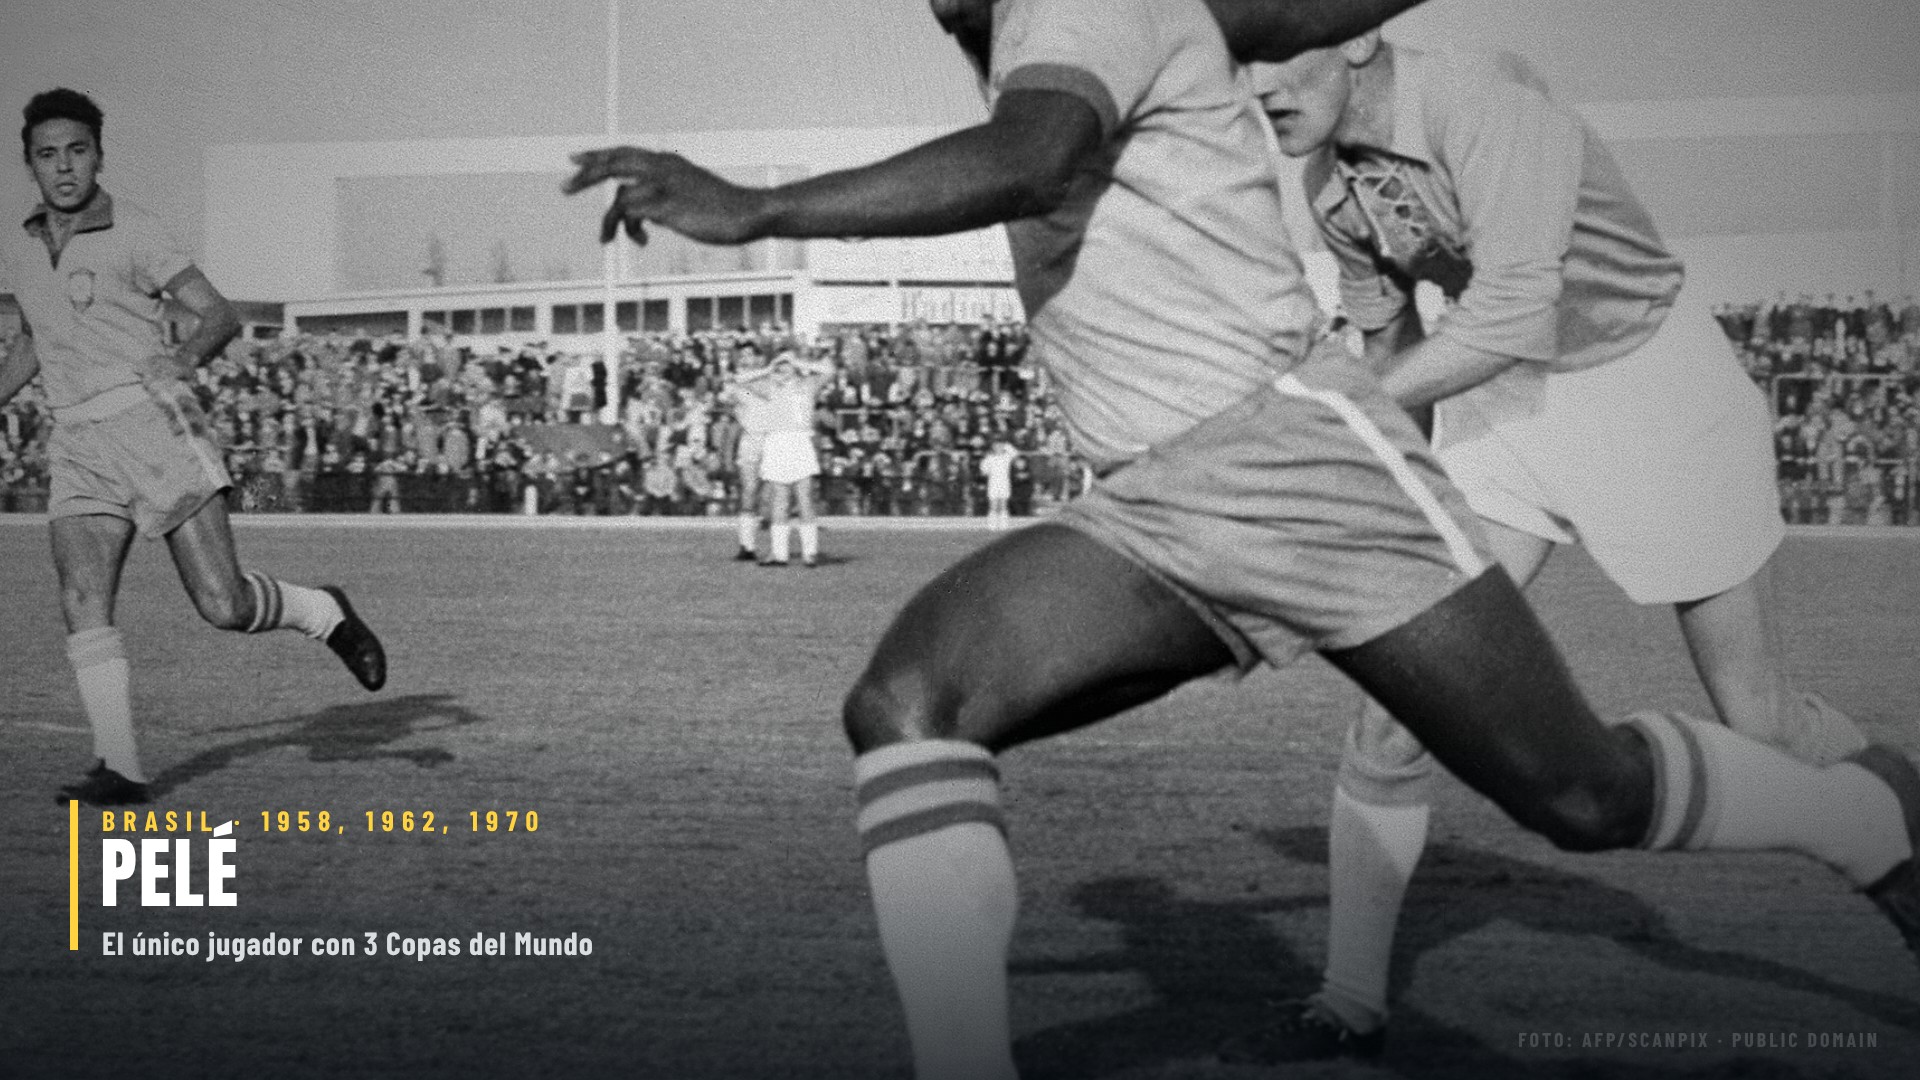 BRASIL · 1958, 1962, 1970
PELÉ
El único jugador con 3 Copas del Mundo
FOTO: AFP/SCANPIX · PUBLIC DOMAIN